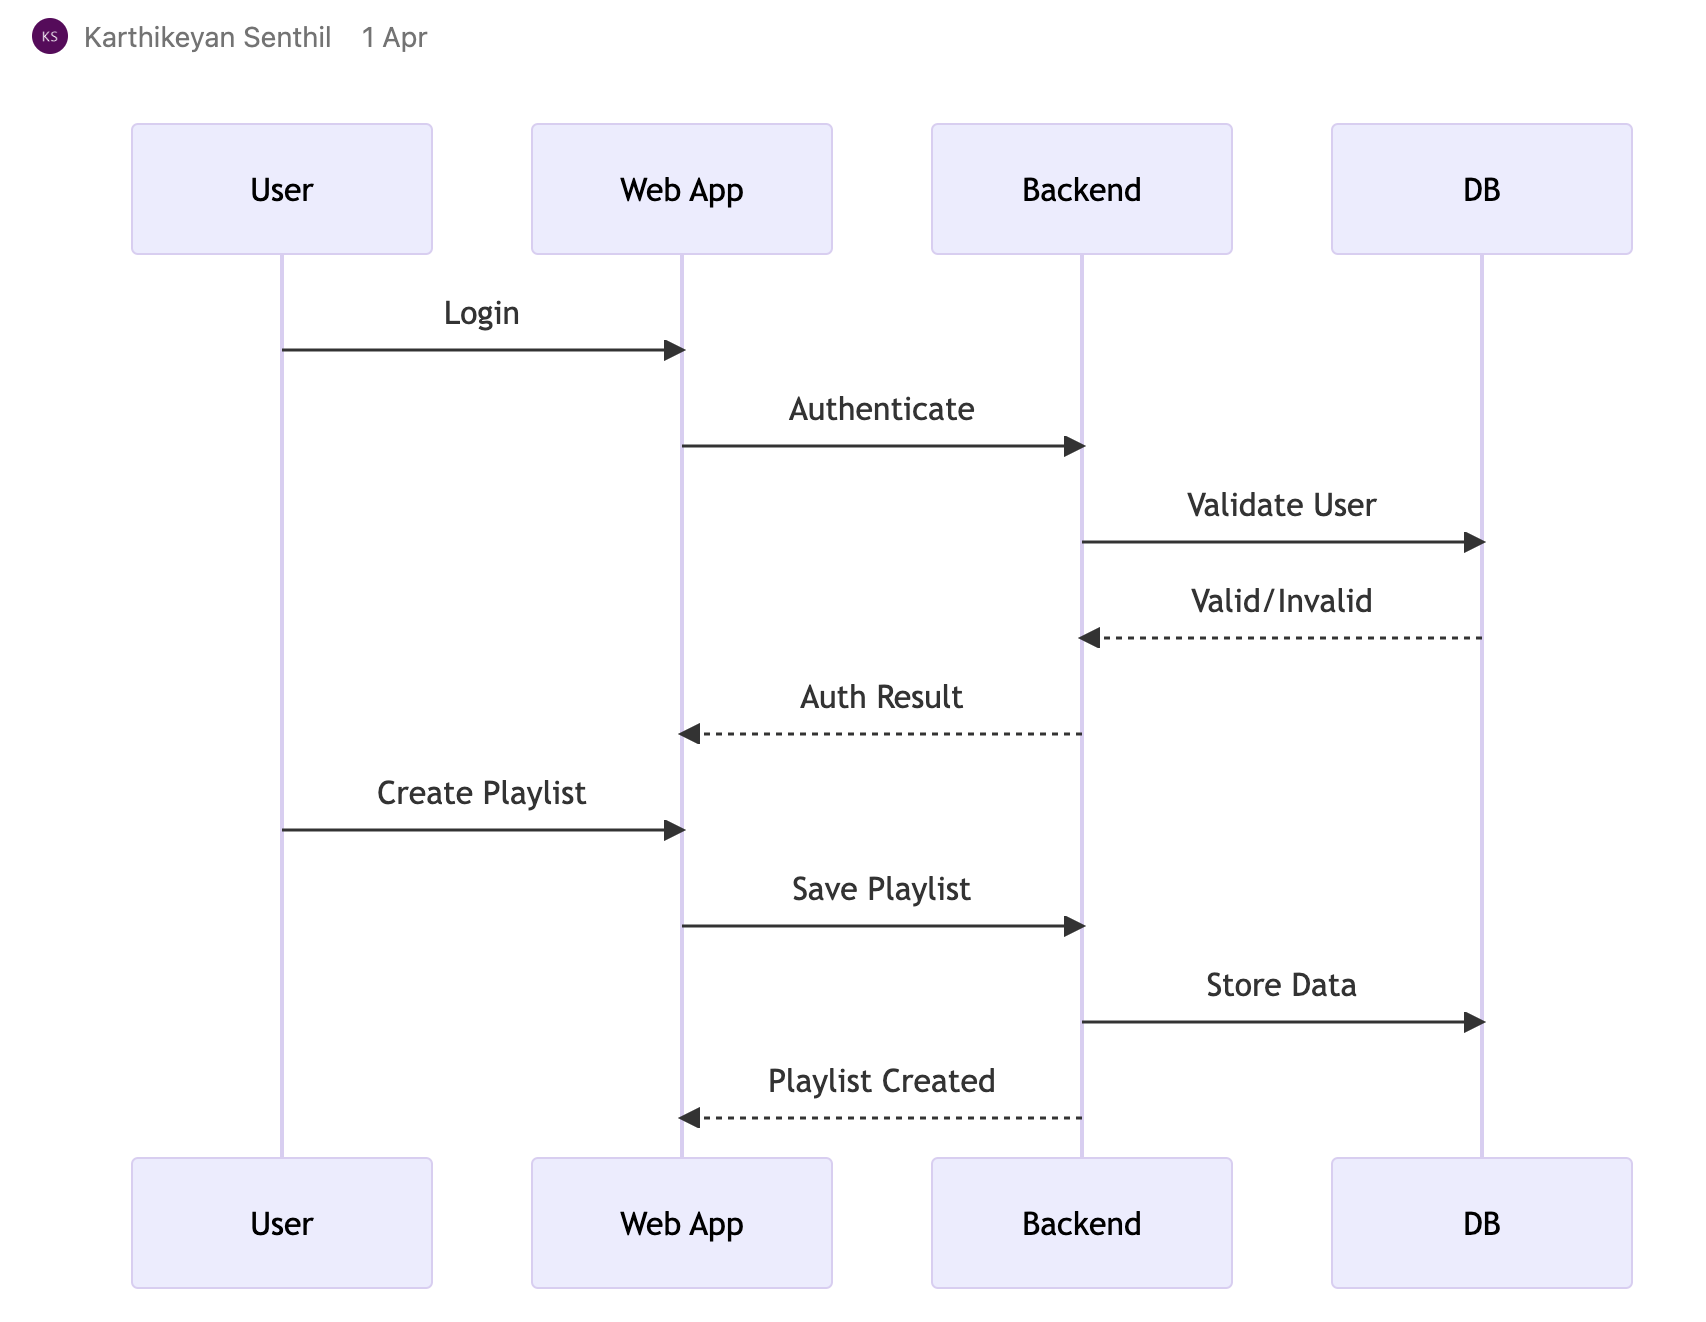 KS Karthikeyan Senthil 1 Apr
User Web App Backend DB
Login
Authenticate
Validate User
Valid/Invalid
Auth Result
Create Playlist
Save Playlist
Store Data
Playlist Created
User Web App Backend DB